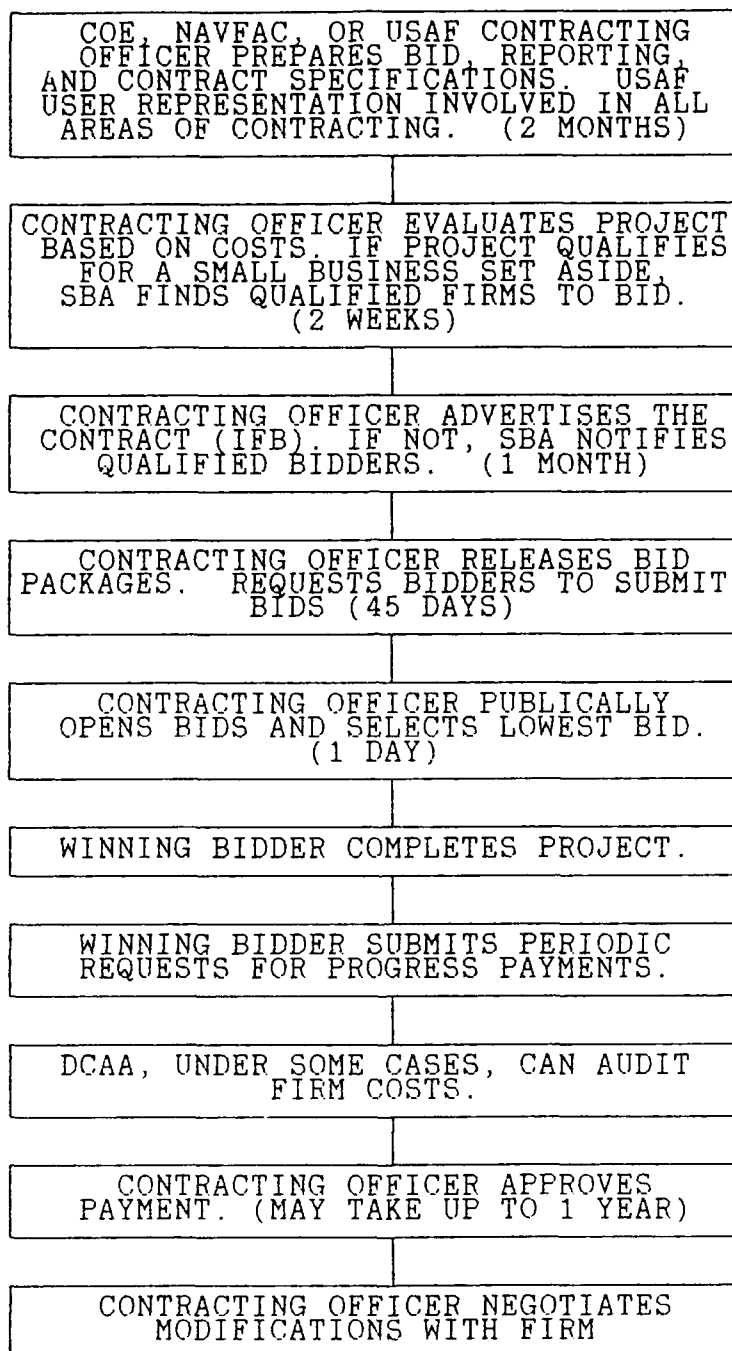 COE, NAVFAC, OR USAF CONTRACTING
OFFICER PREPARES BID, REPORTING,
AND CONTRACT SPECIFICATIONS. USAF
USER REPRESENTATION INVOLVED IN ALL
AREAS OF CONTRACTING. (2 MONTHS)
CONTRACTING OFFICER EVALUATES PROJECT
BASED ON COSTS. IF PROJECT QUALIFIES
FOR A SMALL BUSINESS SET ASIDE,
SBA FINDS QUALIFIED FIRMS TO BID.
(2 WEEKS)
CONTRACTING OFFICER ADVERTISES THE
CONTRACT (IFB). IF NOT, SBA NOTIFIES
QUALIFIED BIDDERS. (1 MONTH)
CONTRACTING OFFICER RELEASES BID
PACKAGES. REQUESTS BIDDERS TO SUBMIT
BIDS (45 DAYS)
CONTRACTING OFFICER PUBLICALLY
OPENS BIDS AND SELECTS LOWEST BID.
(1 DAY)
WINNING BIDDER COMPLETES PROJECT.
WINNING BIDDER SUBMITS PERIODIC
REQUESTS FOR PROGRESS PAYMENTS.
DCAA, UNDER SOME CASES, CAN AUDIT
FIRM COSTS.
CONTRACTING OFFICER APPROVES
PAYMENT. (MAY TAKE UP TO 1 YEAR)
CONTRACTING OFFICER NEGOTIATES
MODIFICATIONS WITH FIRM